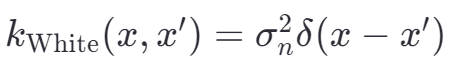 k_White(x, x′) = σ_n^2 δ(x − x′)